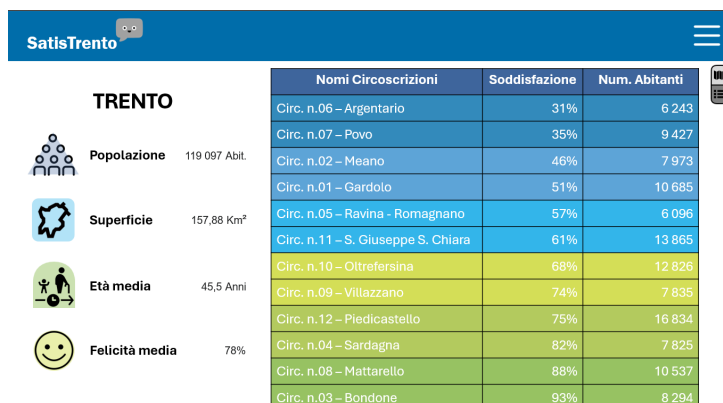 SatisTrento
TRENTO
Popolazione 119 097 Abit.
Superficie 157,88 Km²
Età media 45,5 Anni
Felicità media 78%
Nomi Circoscrizioni Soddisfazione Num. Abitanti
Circ. n.06 – Argentario 31% 6 243
Circ. n.07 – Povo 35% 9 427
Circ. n.02 – Meano 46% 7 973
Circ. n.01 – Gardolo 51% 10 685
Circ. n.05 – Ravina - Romagnano 57% 6 096
Circ. n.11 – S. Giuseppe S. Chiara 61% 13 865
Circ. n.10 – Oltrefersina 68% 12 826
Circ. n.09 – Villazzano 74% 7 835
Circ. n.12 – Piedicastello 75% 16 834
Circ. n.04 – Sardagna 82% 7 825
Circ. n.08 – Mattarello 88% 10 537
Circ. n.03 – Bondone 93% 8 294